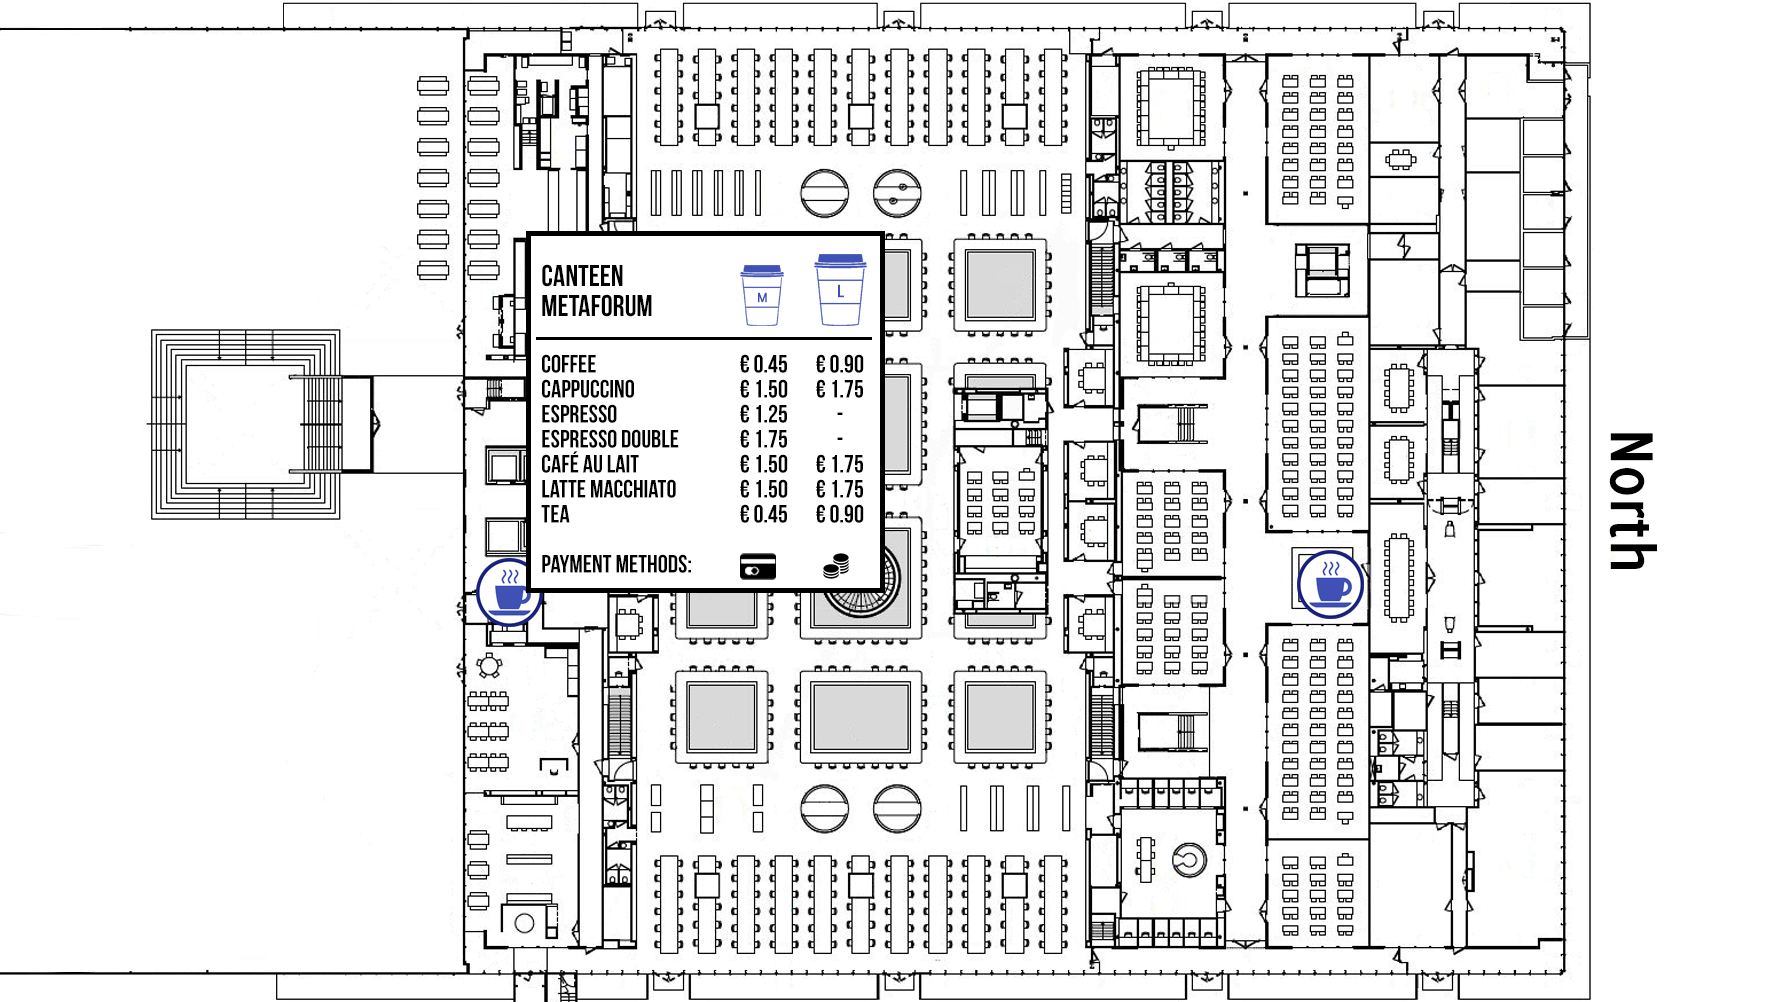 CANTEEN
METAFORUM
M
L
COFFEE € 0.45 € 0.90
CAPPUCCINO € 1.50 € 1.75
ESPRESSO € 1.25 -
ESPRESSO DOUBLE € 1.75 -
CAFÉ AU LAIT € 1.50 € 1.75
LATTE MACCHIATO € 1.50 € 1.75
TEA € 0.45 € 0.90
PAYMENT METHODS:
North